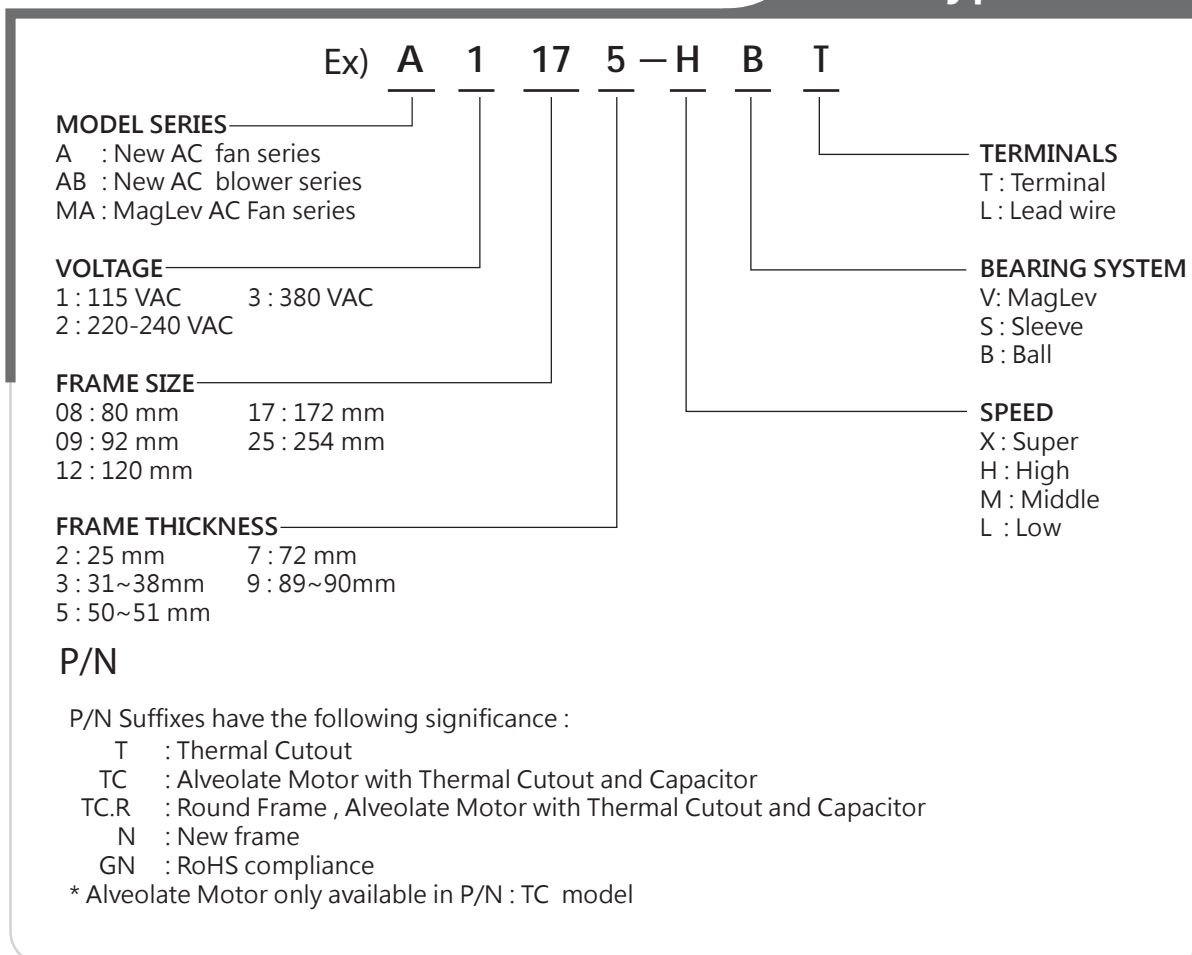 Ex) A 1 17 5 — H B T
MODEL SERIES
A : New AC fan series
AB : New AC blower series
MA : MagLev AC Fan series
VOLTAGE
1 : 115 VAC 3 : 380 VAC
2 : 220-240 VAC
FRAME SIZE
08 : 80 mm 17 : 172 mm
09 : 92 mm 25 : 254 mm
12 : 120 mm
FRAME THICKNESS
2 : 25 mm 7 : 72 mm
3 : 31~38mm 9 : 89~90mm
5 : 50~51 mm
TERMINALS
T : Terminal
L : Lead wire
BEARING SYSTEM
V: MagLev
S : Sleeve
B : Ball
SPEED
X : Super
H : High
M : Middle
L : Low
P/N
P/N Suffixes have the following significance :
T : Thermal Cutout
TC : Alveolate Motor with Thermal Cutout and Capacitor
TC.R : Round Frame , Alveolate Motor with Thermal Cutout and Capacitor
N : New frame
GN : RoHS compliance
* Alveolate Motor only available in P/N : TC model